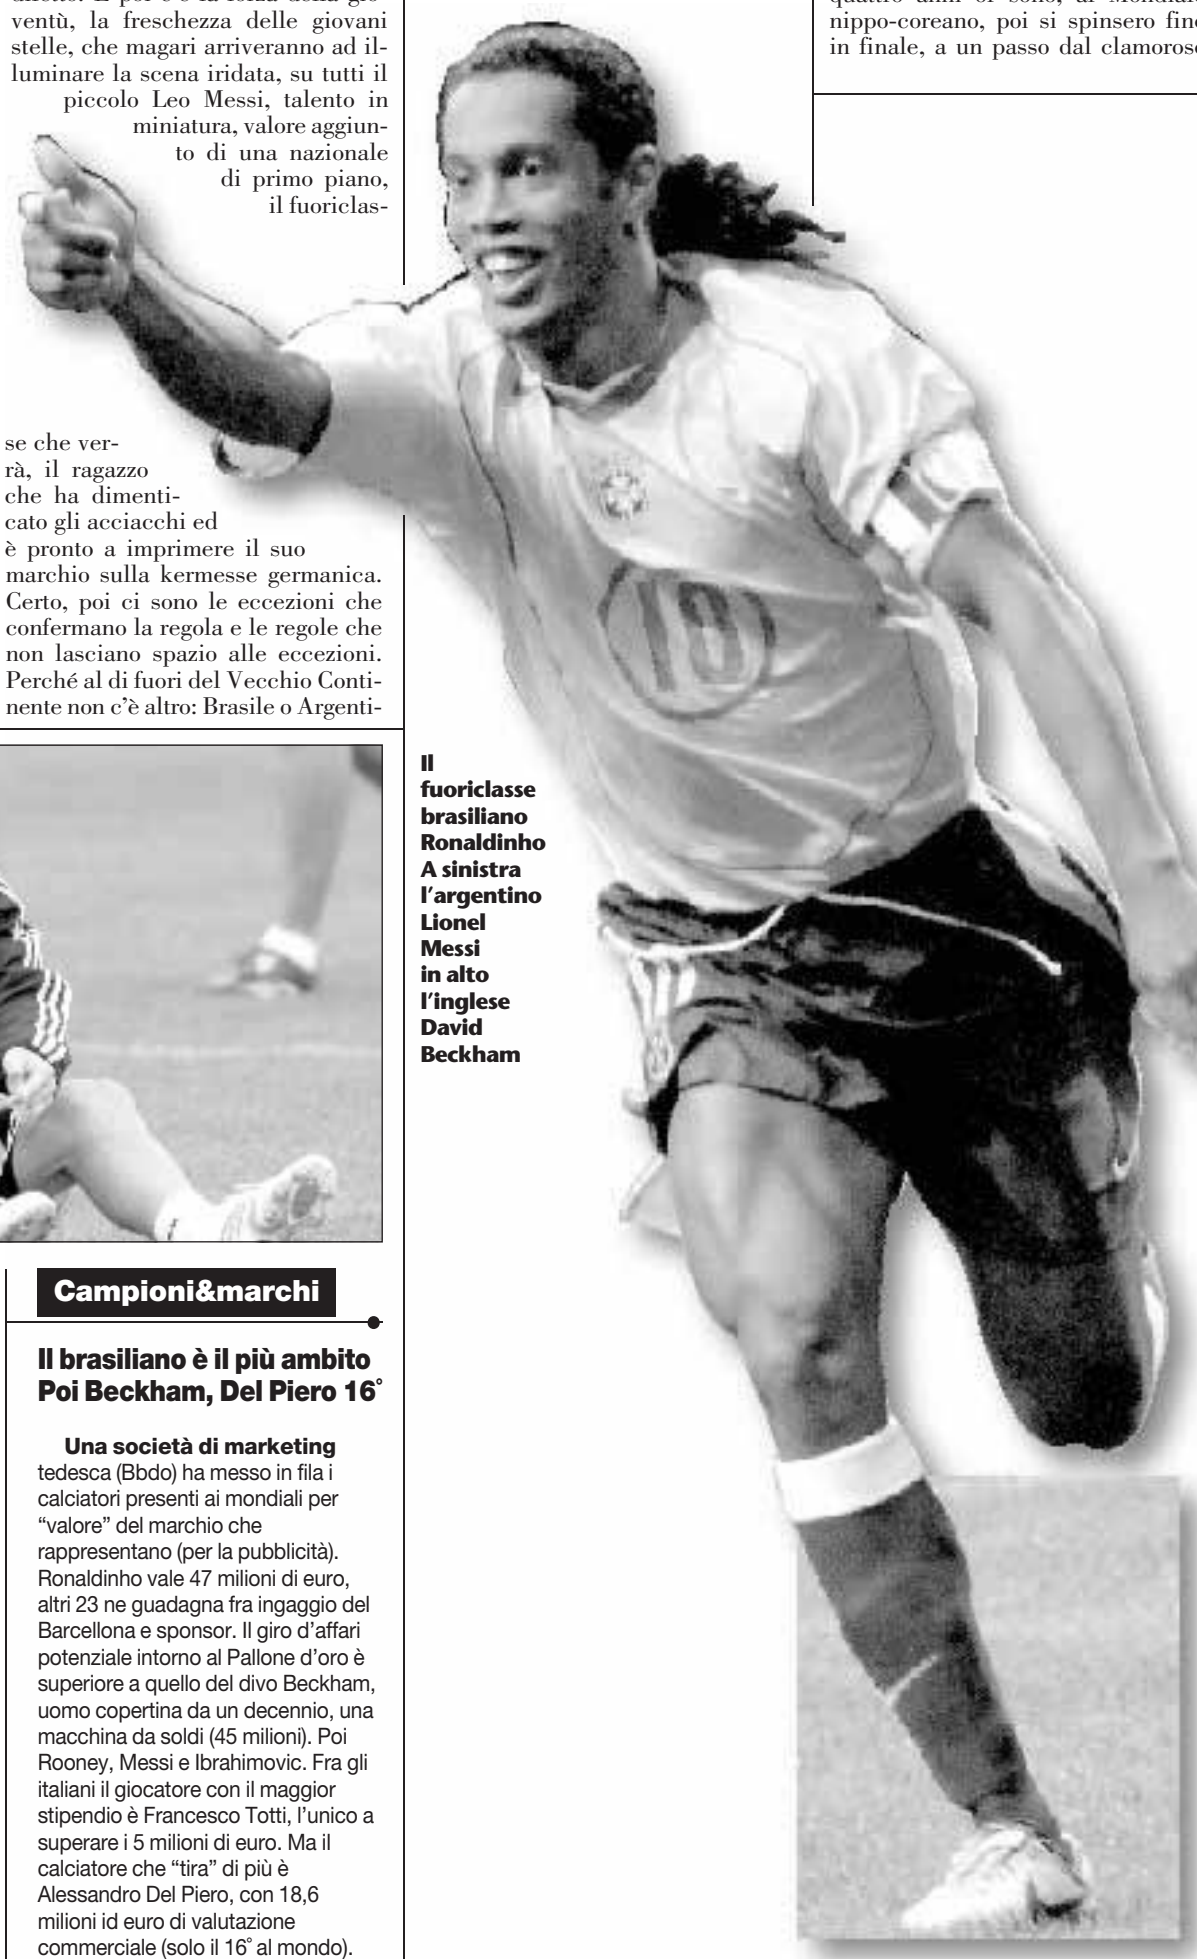 ventù, la freschezza delle giovani
stelle, che magari arriveranno ad il-
luminare la scena iridata, su tutti il
piccolo Leo Messi, talento in
miniatura, valore aggiun-
to di una nazionale
di primo piano,
il fuoriclas-
se che ver-
rà, il ragazzo
che ha dimenti-
cato gli acciacchi ed
è pronto a imprimere il suo
marchio sulla kermesse germanica.
Certo, poi ci sono le eccezioni che
confermano la regola e le regole che
non lasciano spazio alle eccezioni.
Perché al di fuori del Vecchio Conti-
nente non c'è altro: Brasile o Argenti-
nippo-coreano, poi si spinsero fino
in finale, a un passo dal clamoroso
10
Il
fuoriclasse
brasiliano
Ronaldinho
A sinistra
l'argentino
Lionel
Messi
in alto
l'inglese
David
Beckham
Campioni&marchi
Il brasiliano è il più ambito
Poi Beckham, Del Piero 16°
Una società di marketing
tedesca (Bbdo) ha messo in fila i
calciatori presenti ai mondiali per
“valore” del marchio che
rappresentano (per la pubblicità).
Ronaldinho vale 47 milioni di euro,
altri 23 ne guadagna fra ingaggio del
Barcellona e sponsor. Il giro d'affari
potenziale intorno al Pallone d'oro è
superiore a quello del divo Beckham,
uomo copertina da un decennio, una
macchina da soldi (45 milioni). Poi
Rooney, Messi e Ibrahimovic. Fra gli
italiani il giocatore con il maggior
stipendio è Francesco Totti, l'unico a
superare i 5 milioni di euro. Ma il
calciatore che “tira” di più è
Alessandro Del Piero, con 18,6
milioni id euro di valutazione
commerciale (solo il 16° al mondo).